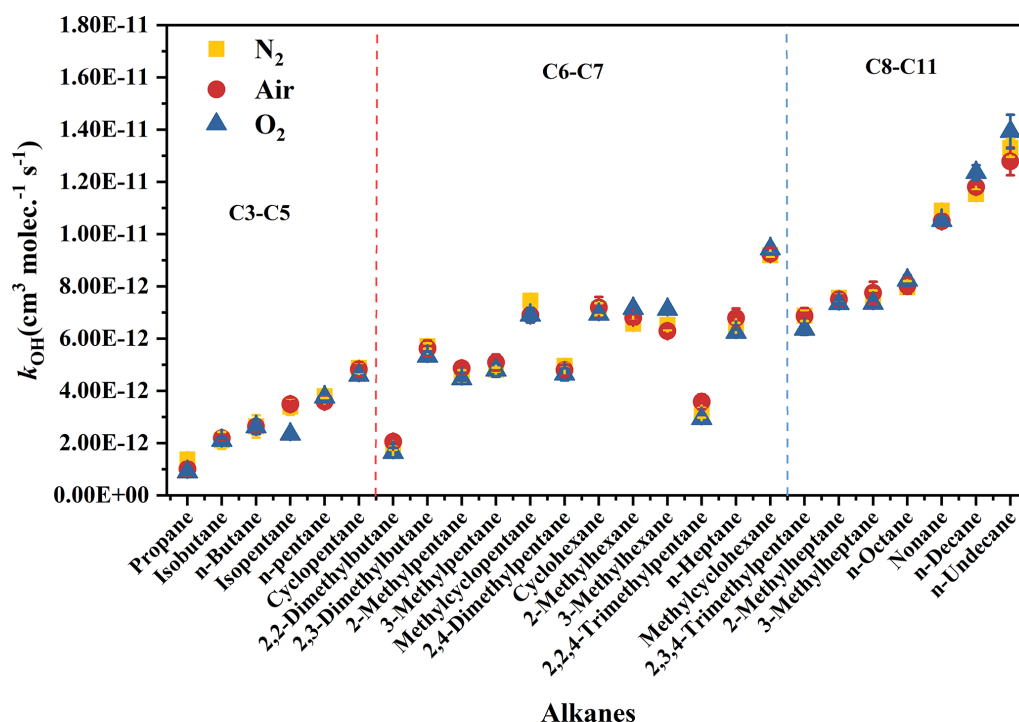 1.80E-11
1.60E-11
1.40E-11
1.20E-11
1.00E-11
8.00E-12
6.00E-12
4.00E-12
2.00E-12
0.00E+00
k_OH(cm³ molec.⁻¹ s⁻¹)
N₂
Air
O₂
C3-C5
C6-C7
C8-C11
Propane
Isobutane
n-Butane
Isopentane
n-pentane
Cyclopentane
2,2-Dimethylbutane
2,3-Dimethylbutane
2-Methylpentane
3-Methylpentane
Methylcyclopentane
2,4-Dimethylpentane
Cyclohexane
2-Methylhexane
3-Methylhexane
2,2,4-Trimethylpentane
n-Heptane
Methylcyclohexane
2,3,4-Trimethylpentane
2-Methylheptane
3-Methylheptane
n-Octane
Nonane
n-Decane
n-Undecane
Alkanes